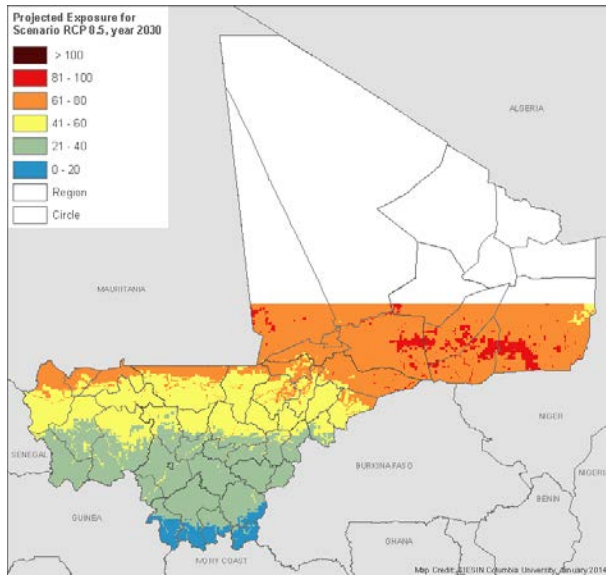 Projected Exposure for
Scenario RCP 8.5, year 2030
> 100
81 - 100
61 - 80
41 - 60
21 - 40
0 - 20
Region
Circle
ALGERIA
MAURITANIA
NIGER
SENEGAL
BURKINA FASO
NIGERI
BENIN
GUINEA
GHANA
IVORY COAST
Map Credit: CIESIN Columbia University, January 2014